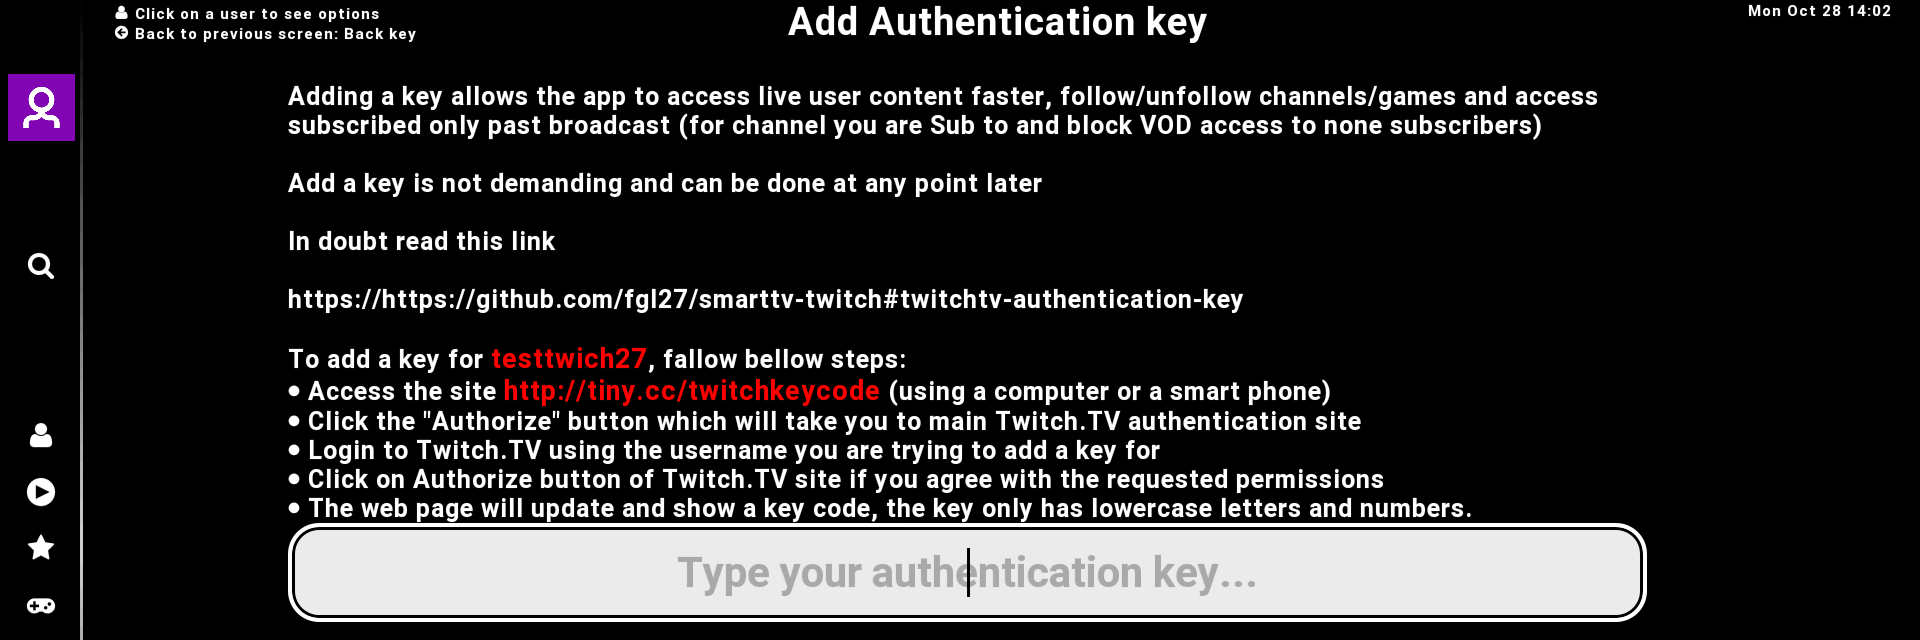 Click on a user to see options
Back to previous screen: Back key
Add Authentication key
Mon Oct 28 14:02
Adding a key allows the app to access live user content faster, follow/unfollow channels/games and access
subscribed only past broadcast (for channel you are Sub to and block VOD access to none subscribers)
Add a key is not demanding and can be done at any point later
In doubt read this link
https://https://github.com/fgl27/smarttv-twitch#twitchtv-authentication-key
To add a key for testtwich27, fallow bellow steps:
• Access the site http://tiny.cc/twitchkeycode (using a computer or a smart phone)
• Click the "Authorize" button which will take you to main Twitch.TV authentication site
• Login to Twitch.TV using the username you are trying to add a key for
• Click on Authorize button of Twitch.TV site if you agree with the requested permissions
• The web page will update and show a key code, the key only has lowercase letters and numbers.
Type your authentication key...